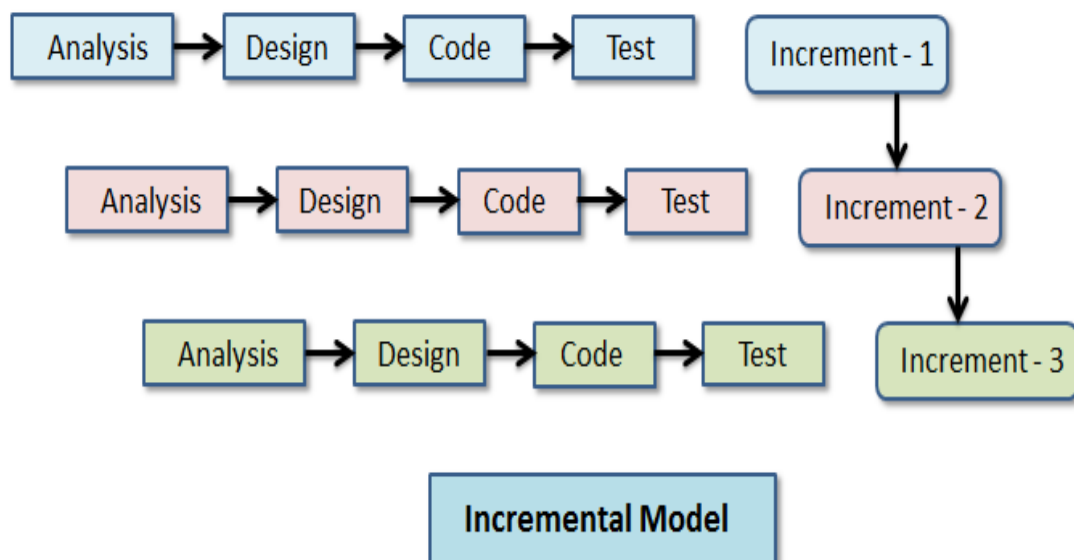 Analysis Design Code Test Increment - 1
Analysis Design Code Test Increment - 2
Analysis Design Code Test Increment - 3
Incremental Model